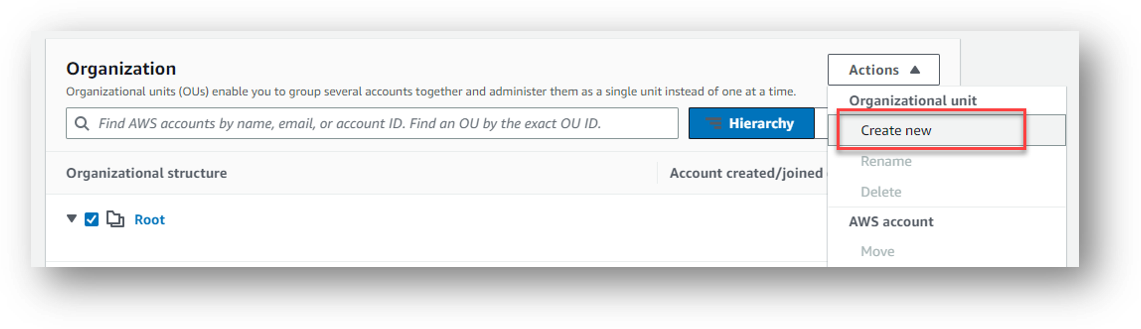 Organization
Actions ▲
Organizational units (OUs) enable you to group several accounts together and administer them as a single unit instead of one at a time.
Organizational unit
Find AWS accounts by name, email, or account ID. Find an OU by the exact OU ID.
Hierarchy
Create new
Rename
Organizational structure
Account created/joined
Delete
Root
AWS account
Move